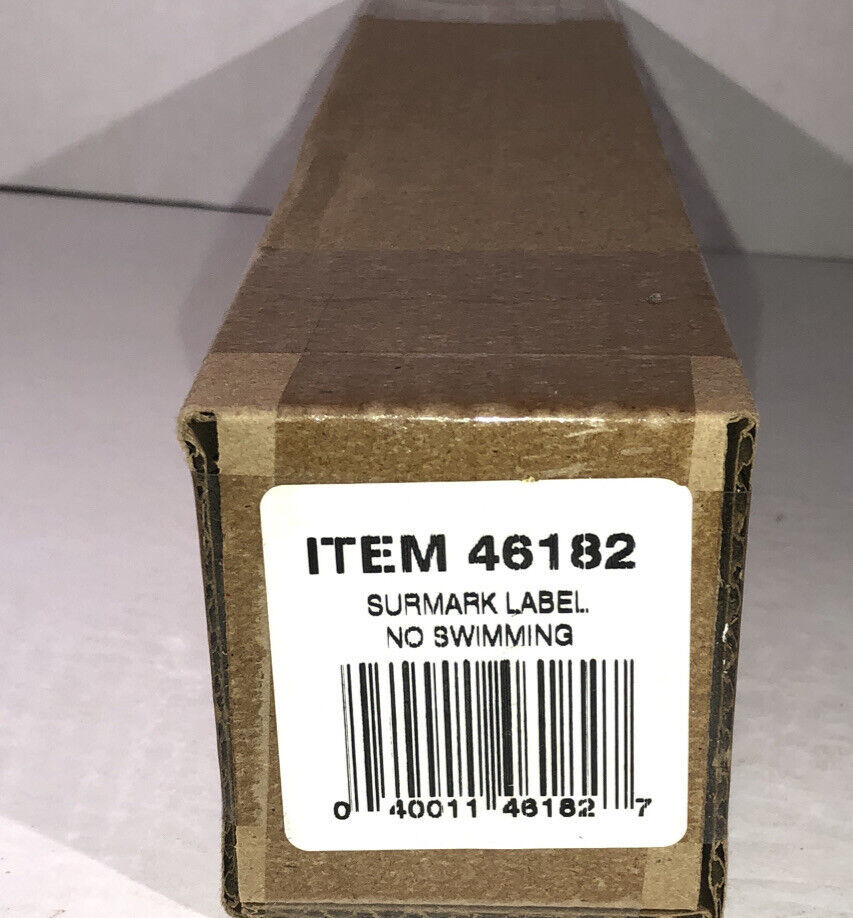 ITEM 46182
SURMARK LABEL.
NO SWIMMING
0 40011 46182 7